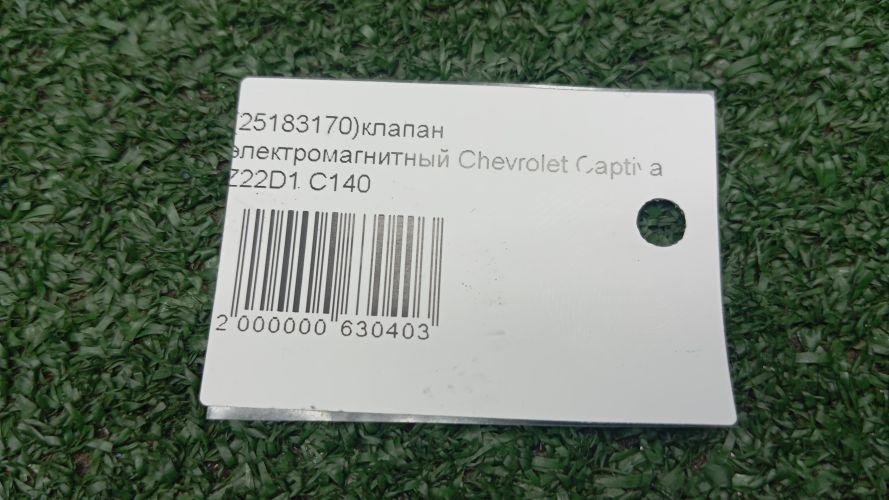 (25183170)клапан
электромагнитный Chevrolet Captiva
Z22D1 C140
2 000000 630403